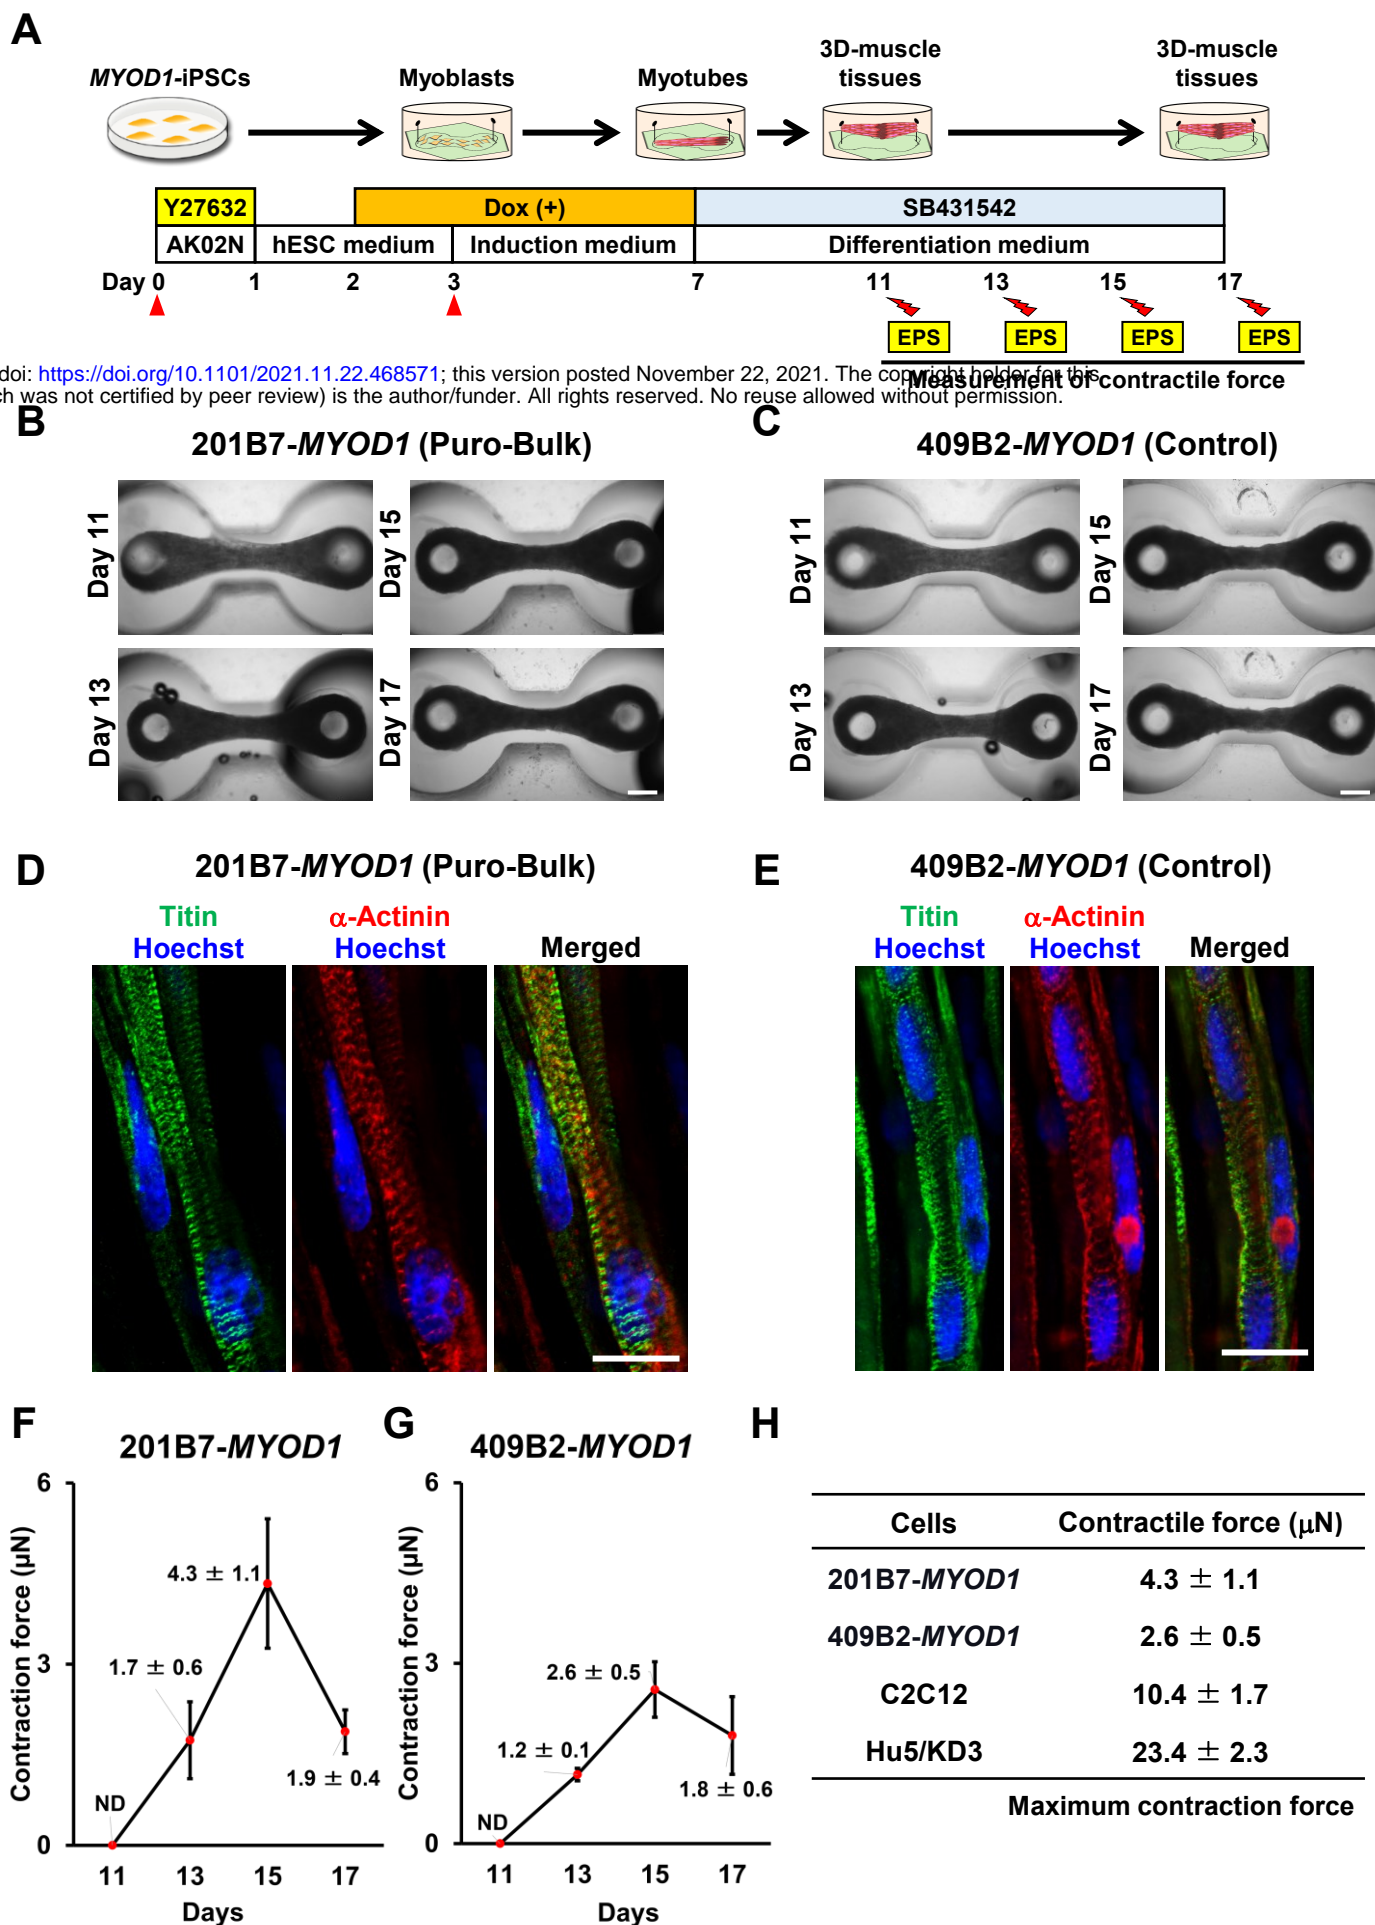 A
MYOD1-iPSCs
Myoblasts
Myotubes
3D-muscle
tissues
3D-muscle
tissues
Y27632
Dox (+)
SB431542
AK02N
hESC medium
Induction medium
Differentiation medium
Day 0 1 2 3 7 11 13 15 17
EPS EPS EPS EPS
Measurement of contractile force
doi: https://doi.org/10.1101/2021.11.22.468571; this version posted November 22, 2021. The copyright holder for this
ch was not certified by peer review) is the author/funder. All rights reserved. No reuse allowed without permission.
B
201B7-MYOD1 (Puro-Bulk)
Day 11
Day 15
Day 13
Day 17
C
409B2-MYOD1 (Control)
Day 11
Day 15
Day 13
Day 17
D
201B7-MYOD1 (Puro-Bulk)
Titin
Hoechst
α-Actinin
Hoechst
Merged
E
409B2-MYOD1 (Control)
Titin
Hoechst
α-Actinin
Hoechst
Merged
F
201B7-MYOD1
Contraction force (μN)
6
3
0
ND
1.7 ± 0.6
4.3 ± 1.1
1.9 ± 0.4
11 13 15 17
Days
G
409B2-MYOD1
Contraction force (μN)
6
3
0
ND
1.2 ± 0.1
2.6 ± 0.5
1.8 ± 0.6
11 13 15 17
Days
H
Cells Contractile force (μN)
201B7-MYOD1 4.3 ± 1.1
409B2-MYOD1 2.6 ± 0.5
C2C12 10.4 ± 1.7
Hu5/KD3 23.4 ± 2.3
Maximum contraction force